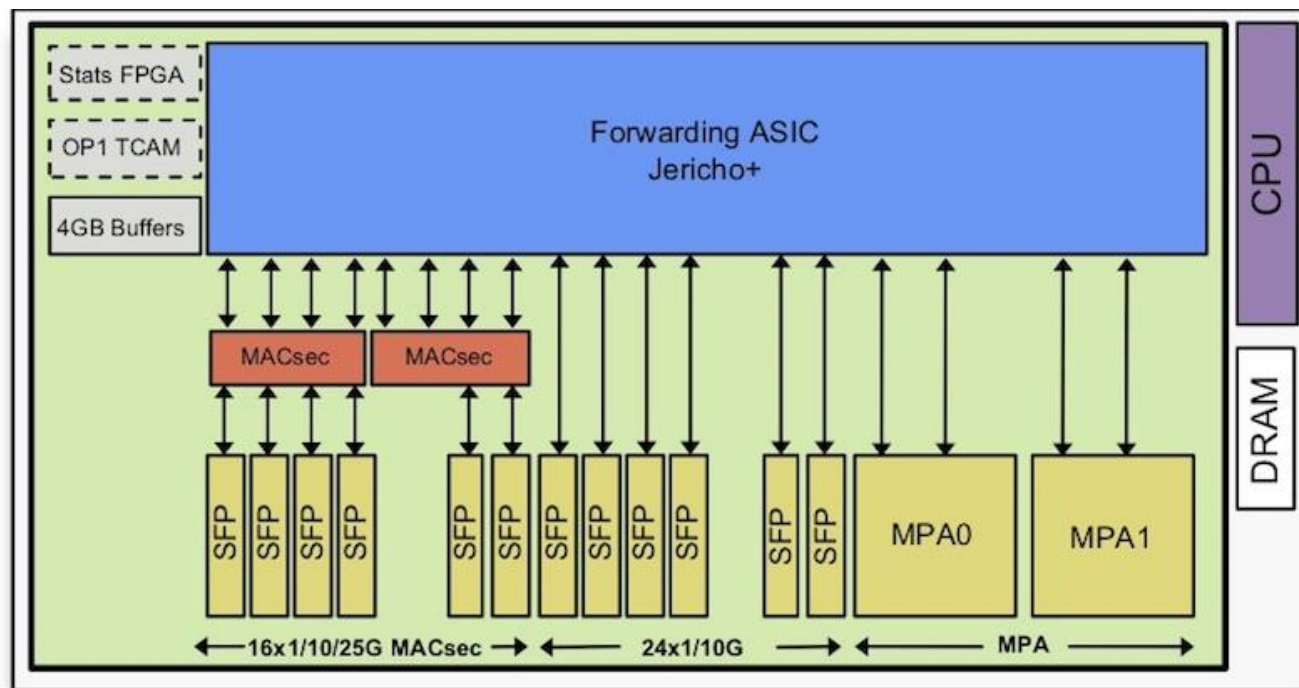 Stats FPGA
OP1 TCAM
4GB Buffers
Forwarding ASIC
Jericho+
CPU
DRAM
MACsec
MACsec
SFP
SFP
SFP
SFP
SFP
SFP
SFP
SFP
SFP
SFP
SFP
SFP
MPA0
MPA1
16x1/10/25G MACsec
24x1/10G
MPA